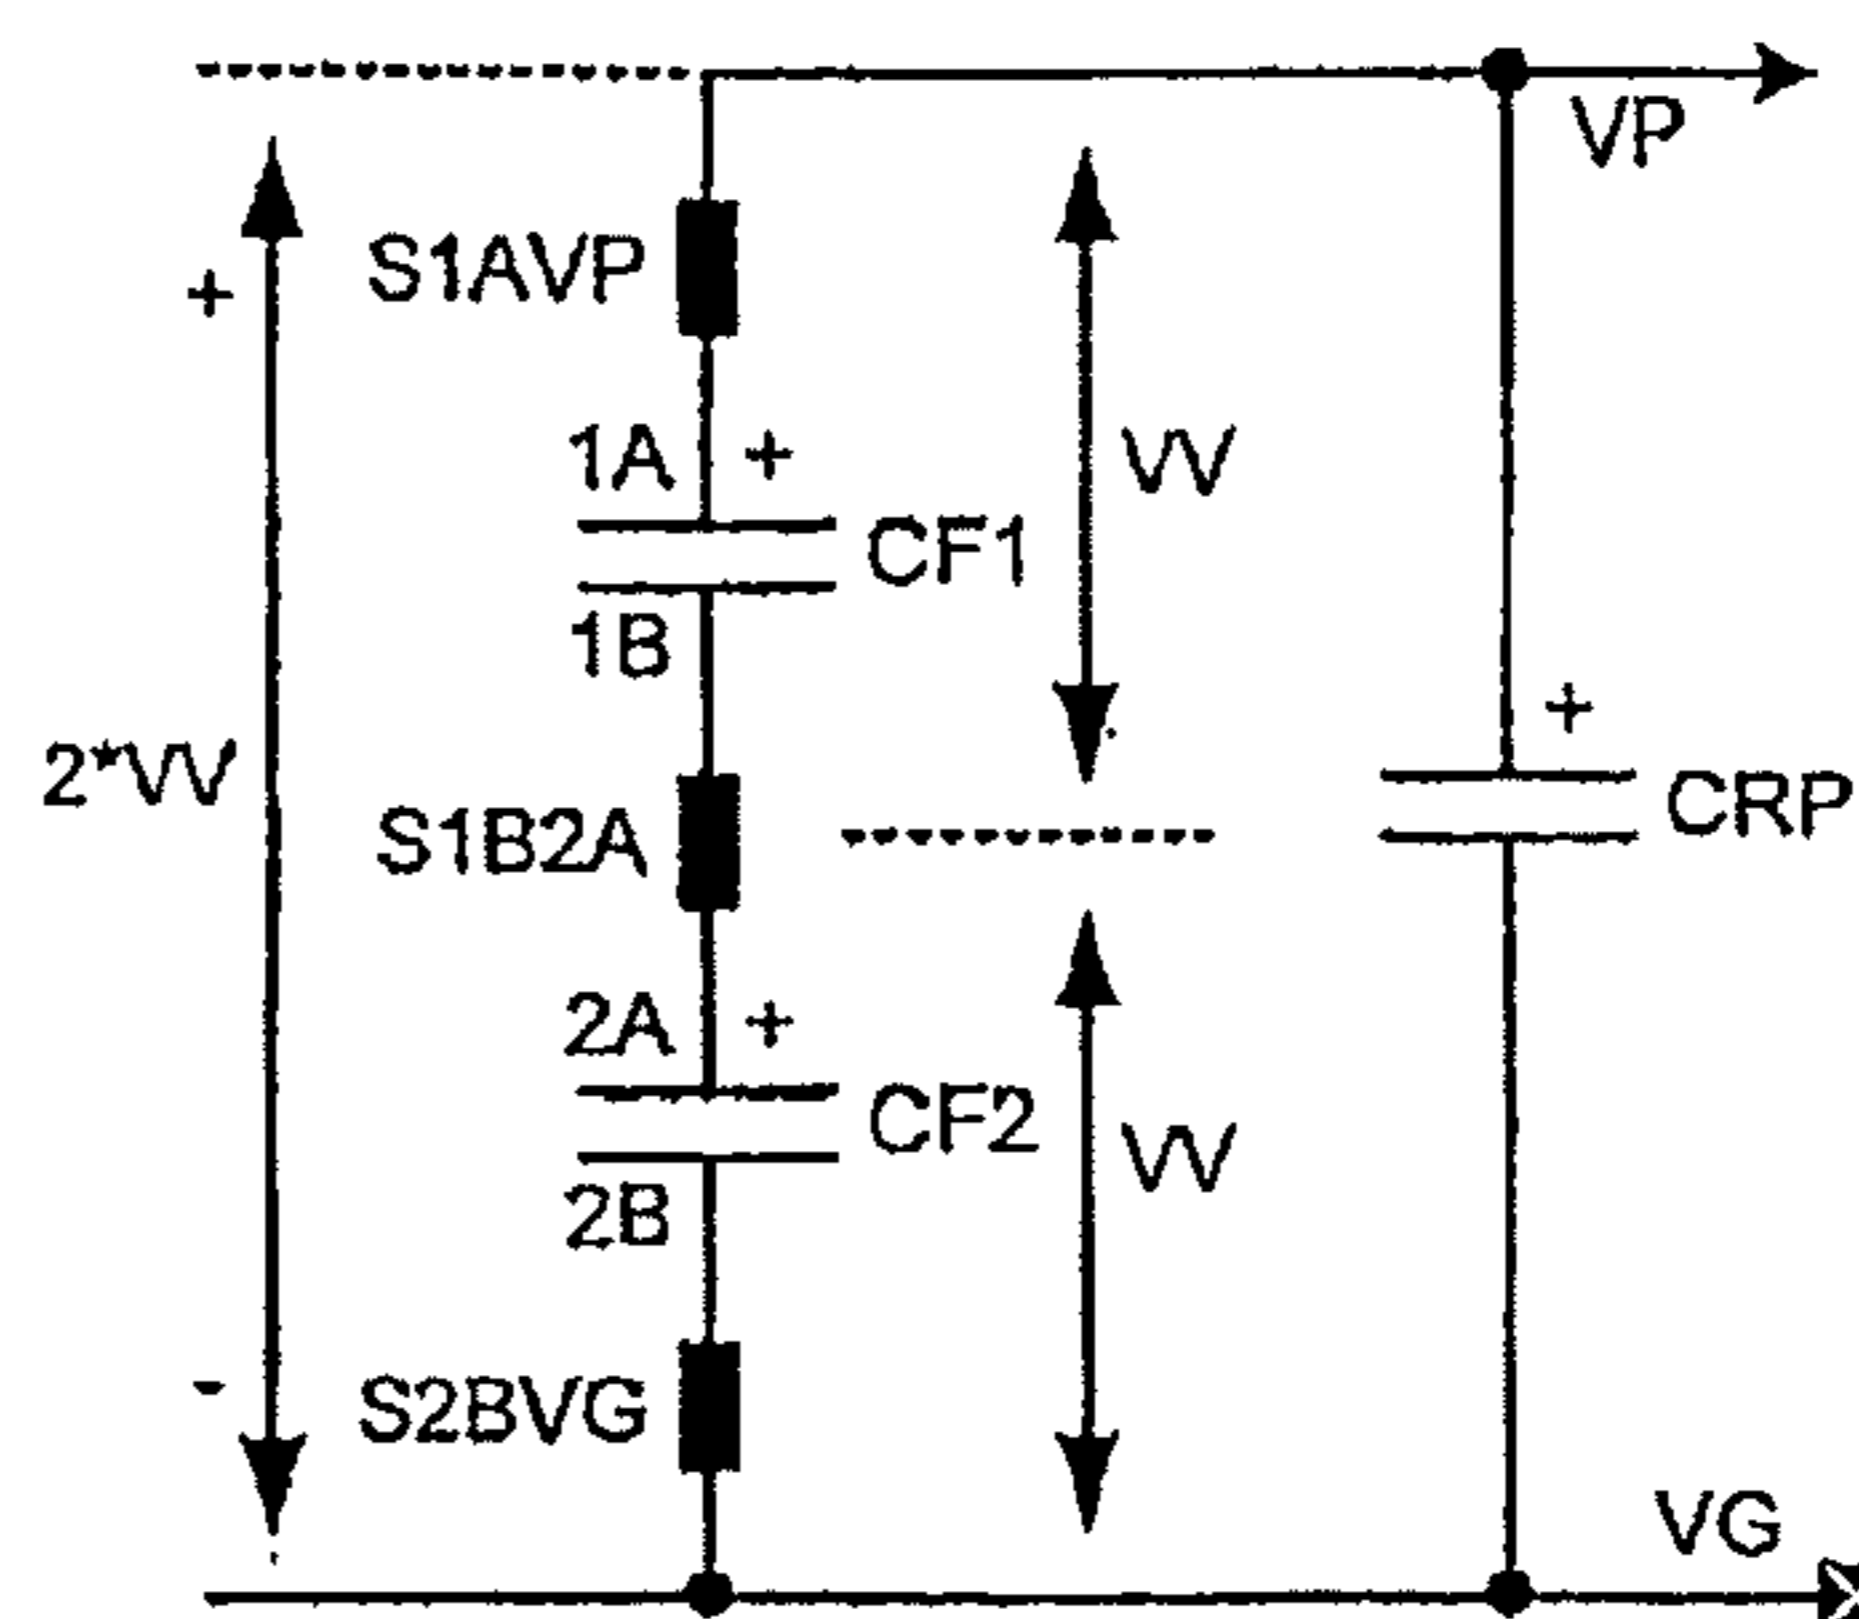 VP
S1AVP
+
1A +
VV
CF1
1B
+
2*VV
CRP
S1B2A
2A +
CF2
VV
2B
-
S2BVG
VG